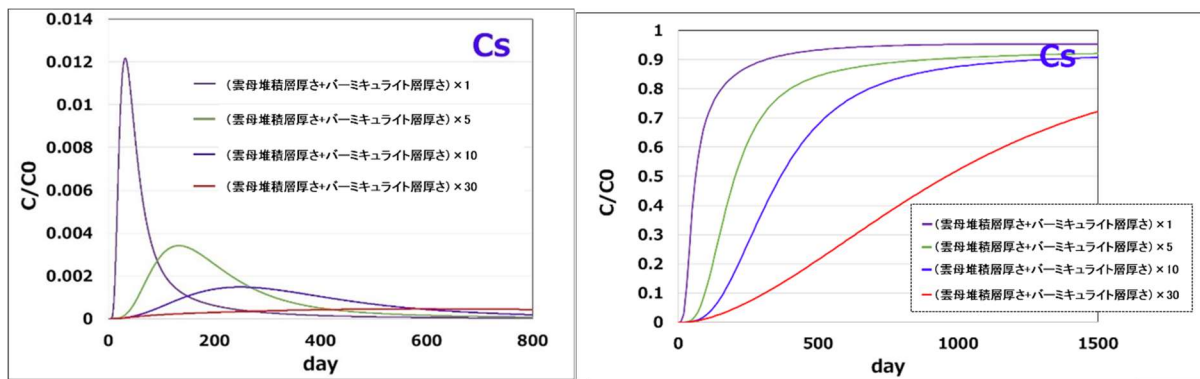 0.014
0.012
0.01
0.008
0.006
0.004
0.002
0
C/C0
Cs
(雲母堆積層厚さ+バーミキュライト層厚さ)×1
(雲母堆積層厚さ+バーミキュライト層厚さ)×5
(雲母堆積層厚さ+バーミキュライト層厚さ)×10
(雲母堆積層厚さ+バーミキュライト層厚さ)×30
0 200 400 600 800
day
1
0.9
0.8
0.7
0.6
0.5
0.4
0.3
0.2
0.1
0
C/C0
Cs
(雲母堆積層厚さ+バーミキュライト層厚さ)×1
(雲母堆積層厚さ+バーミキュライト層厚さ)×5
(雲母堆積層厚さ+バーミキュライト層厚さ)×10
(雲母堆積層厚さ+バーミキュライト層厚さ)×30
0 500 1000 1500
day